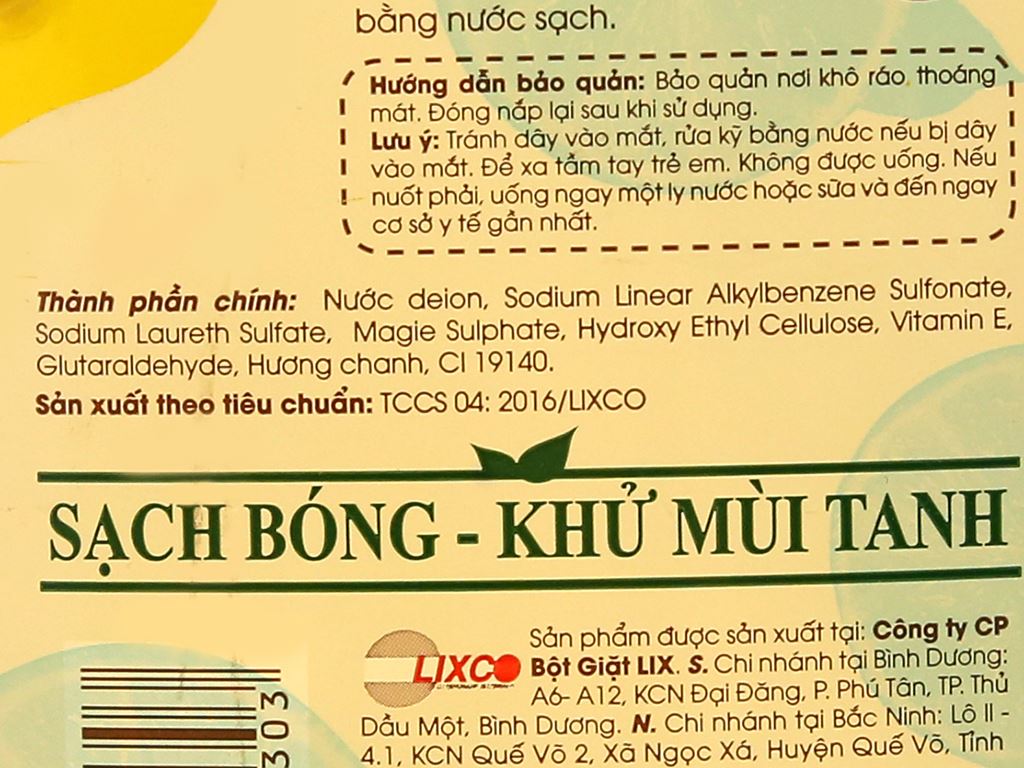 bằng nước sạch.
Hướng dẫn bảo quản: Bảo quản nơi khô ráo thoáng
mát. Đóng nắp lại sau khi sử dụng.
Lưu ý: Tránh dây vào mắt, rửa kỹ bằng nước nếu bị dây
vào mắt. Để xa tầm tay trẻ em. Không được uống. Nếu
nuốt phải, uống ngay một ly nước hoặc sữa và đến ngay
cơ sở y tế gần nhất.
Thành phần chính: Nước deion, Sodium Linear Alkylbenzene Sulfonate,
Sodium Laureth Sulfate, Magie Sulphate, Hydroxy Ethyl Cellulose, Vitamin E,
Glutaraldehyde, Hương chanh, CI 19140.
Sản xuất theo tiêu chuẩn: TCCS 04: 2016/LIXCO
SẠCH BÓNG - KHỬ MÙI TANH
LIXCO
Sản phẩm được sản xuất tại: Công ty CP
Bột Giặt LIX. S. Chi nhánh tại Bình Dương:
A6- A12, KCN Đại Đăng, P. Phú Tân, TP. Thủ
Dầu Một, Bình Dương. N. Chi nhánh tại Bắc Ninh: Lô II -
4.1, KCN Quế Võ 2, Xã Ngọc Xá, Huyện Quế Võ, Tỉnh
303